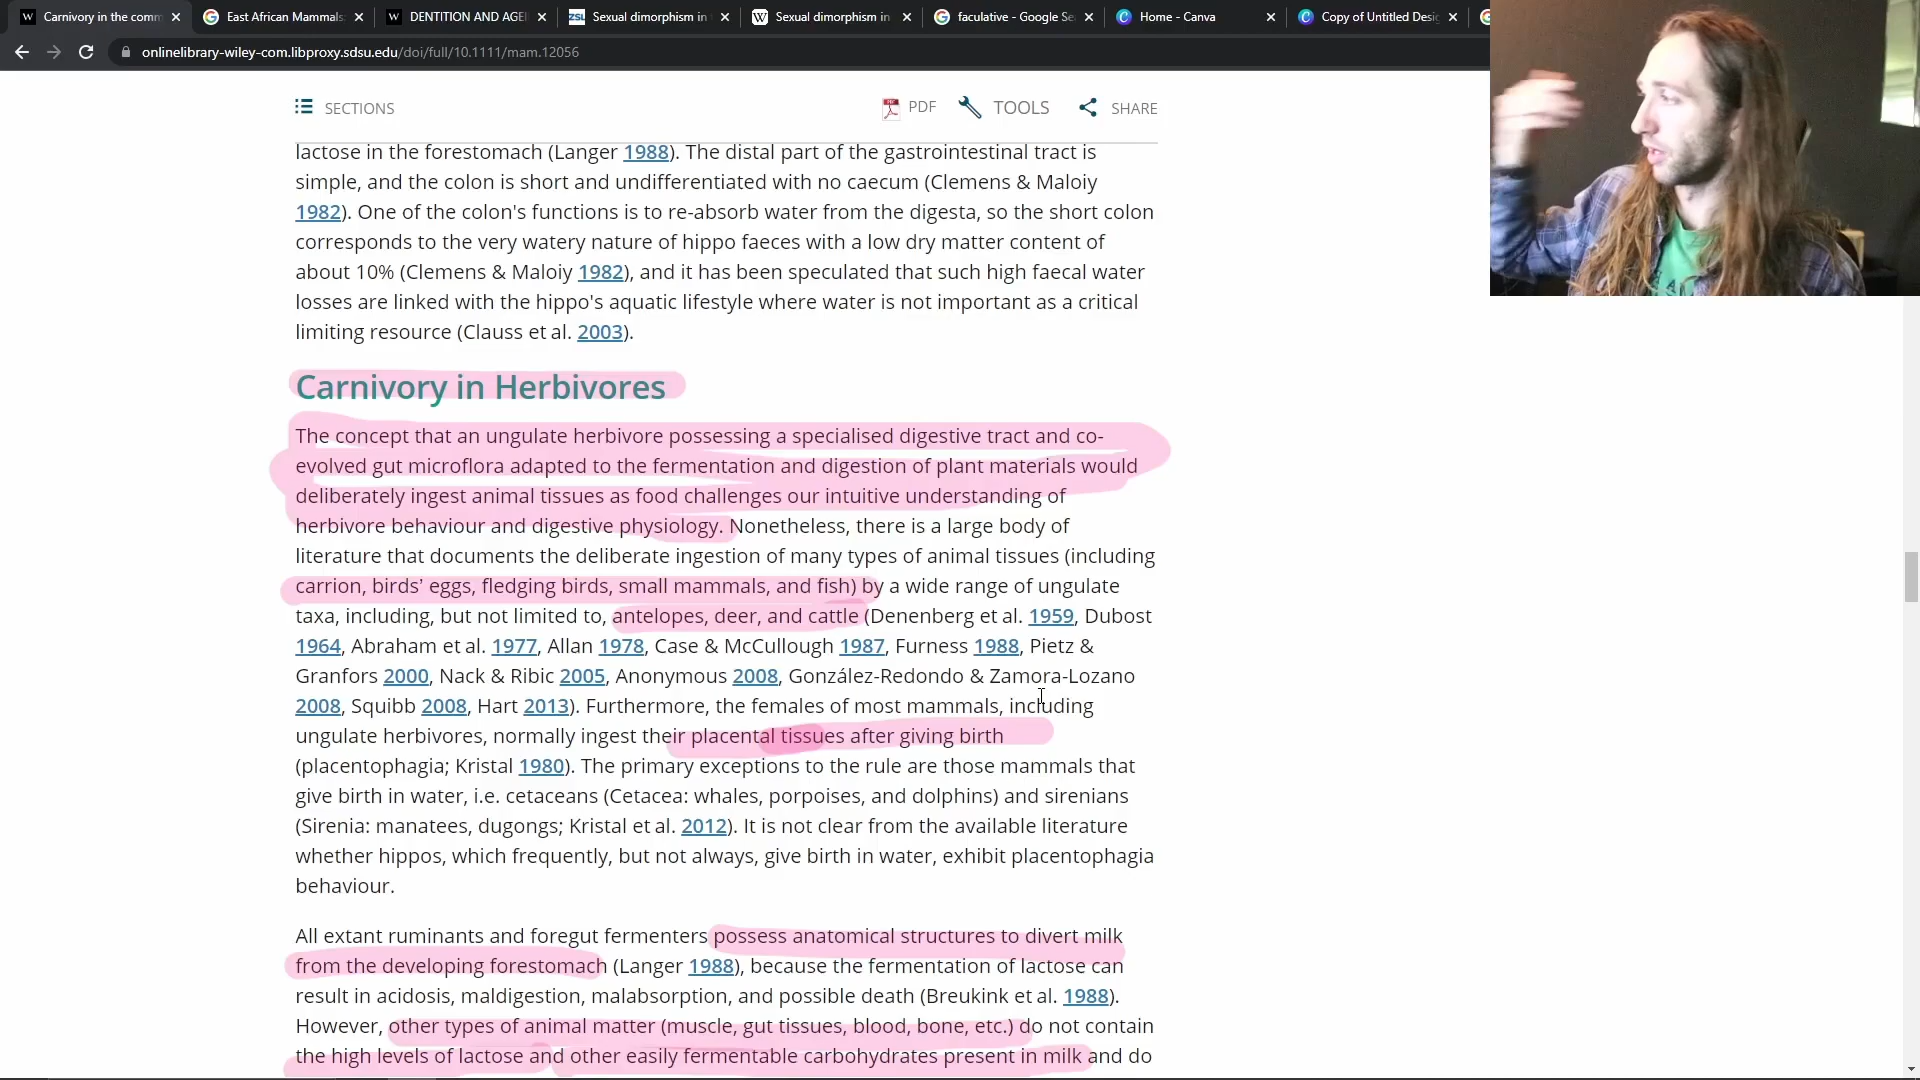 Carnivory in the com
East African Mammals:
DENTITION AND AGE
ZSL Sexual dimorphism in
Sexual dimorphism in
faculative - Google Se
Home - Canva
Copy of Untitled Desig
onlinelibrary-wiley-com.libproxy.sdsu.edu/doi/full/10.1111/mam.12056
SECTIONS
PDF
TOOLS
SHARE
lactose in the forestomach (Langer 1988). The distal part of the gastrointestinal tract is
simple, and the colon is short and undifferentiated with no caecum (Clemens & Maloiy
1982). One of the colon's functions is to re-absorb water from the digesta, so the short colon
corresponds to the very watery nature of hippo faeces with a low dry matter content of
about 10% (Clemens & Maloiy 1982), and it has been speculated that such high faecal water
losses are linked with the hippo's aquatic lifestyle where water is not important as a critical
limiting resource (Clauss et al. 2003).
Carnivory in Herbivores
The concept that an ungulate herbivore possessing a specialised digestive tract and co-
evolved gut microflora adapted to the fermentation and digestion of plant materials would
deliberately ingest animal tissues as food challenges our intuitive understanding of
herbivore behaviour and digestive physiology. Nonetheless, there is a large body of
literature that documents the deliberate ingestion of many types of animal tissues (including
carrion, birds’ eggs, fledging birds, small mammals, and fish) by a wide range of ungulate
taxa, including, but not limited to, antelopes, deer, and cattle (Denenberg et al. 1959, Dubost
1964, Abraham et al. 1977, Allan 1978, Case & McCullough 1987, Furness 1988, Pietz &
Granfors 2000, Nack & Ribic 2005, Anonymous 2008, González-Redondo & Zamora-Lozano
2008, Squibb 2008, Hart 2013). Furthermore, the females of most mammals, including
ungulate herbivores, normally ingest their placental tissues after giving birth
(placentophagia; Kristal 1980). The primary exceptions to the rule are those mammals that
give birth in water, i.e. cetaceans (Cetacea: whales, porpoises, and dolphins) and sirenians
(Sirenia: manatees, dugongs; Kristal et al. 2012). It is not clear from the available literature
whether hippos, which frequently, but not always, give birth in water, exhibit placentophagia
behaviour.
All extant ruminants and foregut fermenters possess anatomical structures to divert milk
from the developing forestomach (Langer 1988), because the fermentation of lactose can
result in acidosis, maldigestion, malabsorption, and possible death (Breukink et al. 1988).
However, other types of animal matter (muscle, gut tissues, blood, bone, etc.) do not contain
the high levels of lactose and other easily fermentable carbohydrates present in milk and do